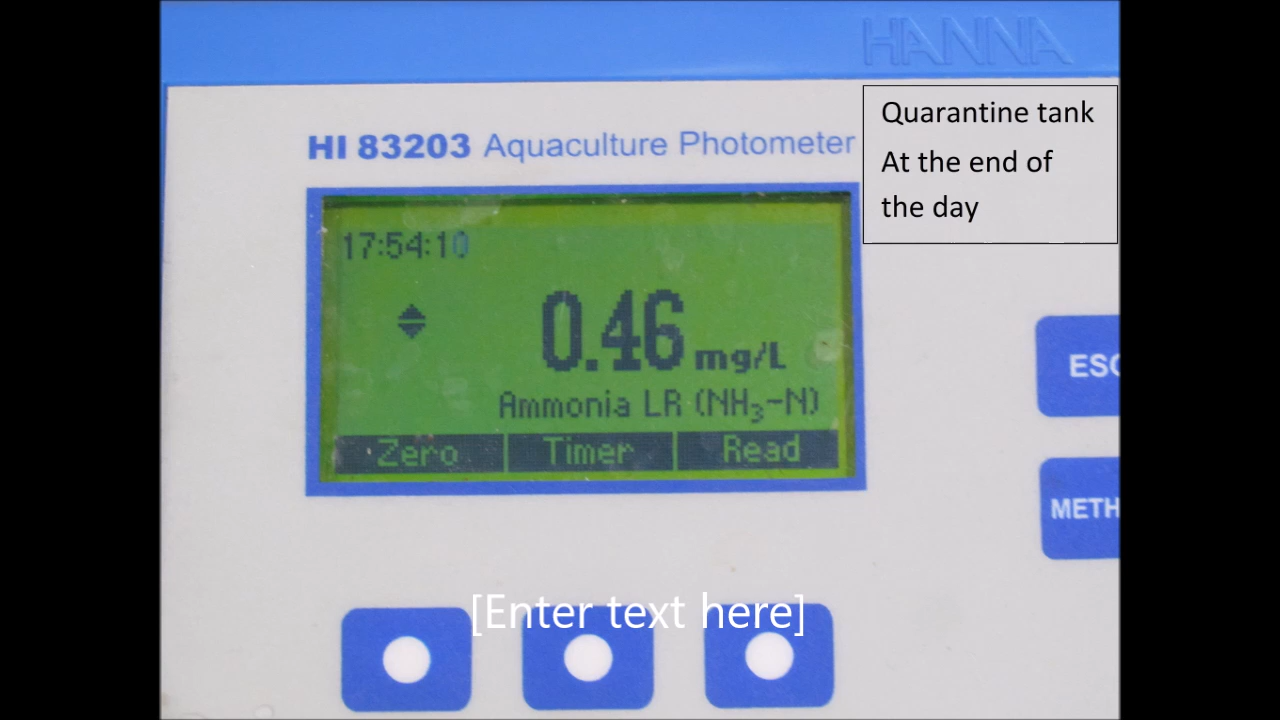 HANNA
HI 83203 Aquaculture Photometer
Quarantine tank
At the end of
the day
17:54:10
0.46 mg/L
Ammonia LR (NH₃-N)
Zero Timer Read
ESC
METH
[Enter text here]